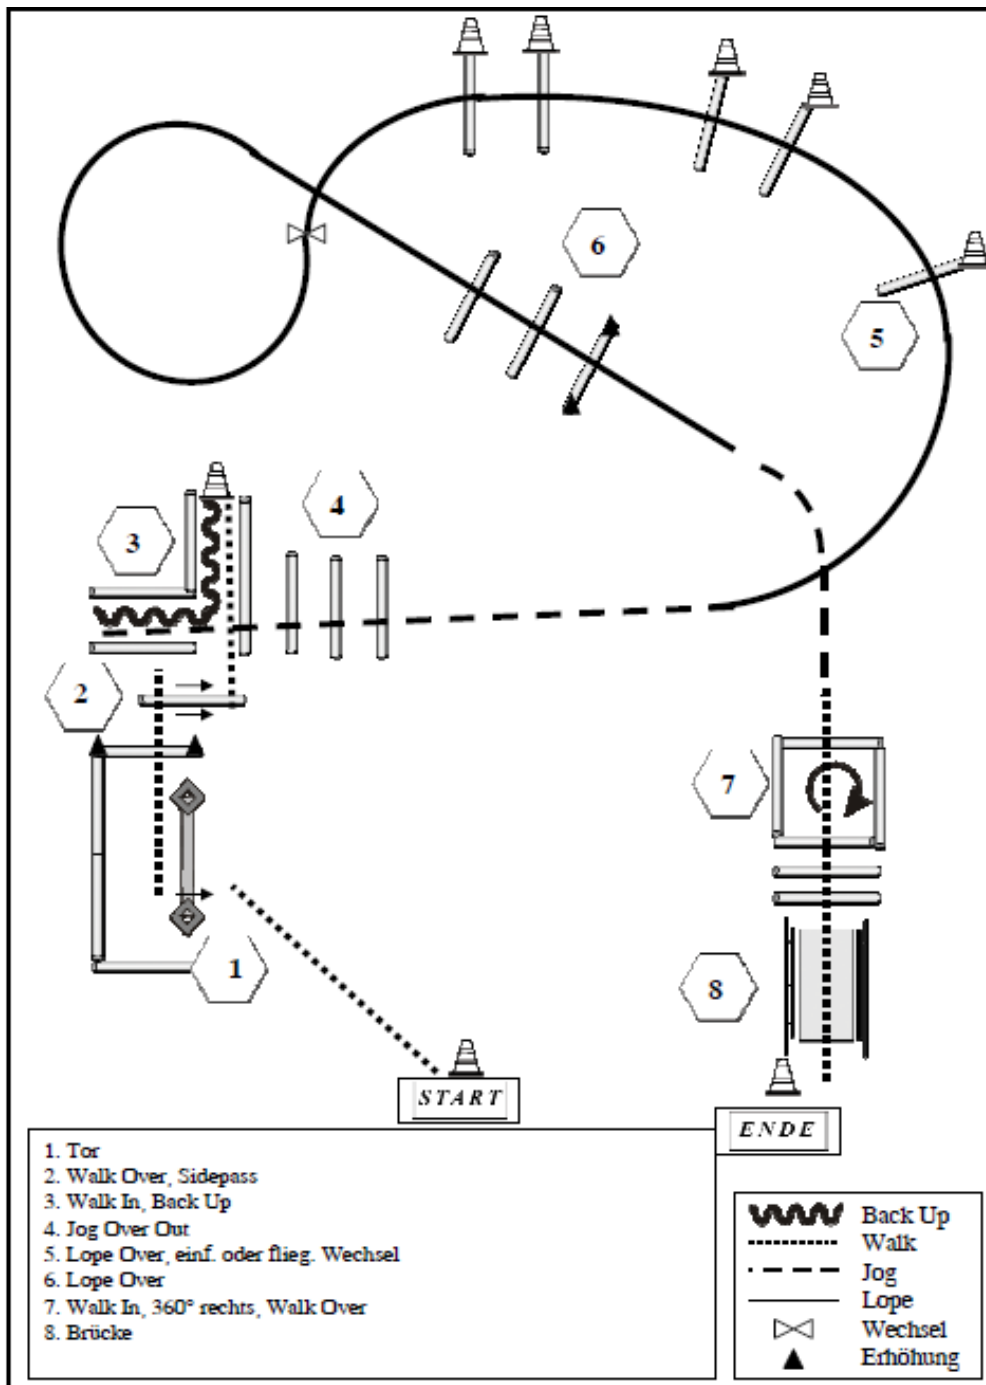 6
5
4
3
2
7
1
8
START
ENDE
1. Tor
2. Walk Over, Sidepass
3. Walk In, Back Up
4. Jog Over Out
5. Lope Over, einf. oder flieg. Wechsel
6. Lope Over
7. Walk In, 360° rechts, Walk Over
8. Brücke
Back Up
Walk
Jog
Lope
Wechsel
Erhöhung